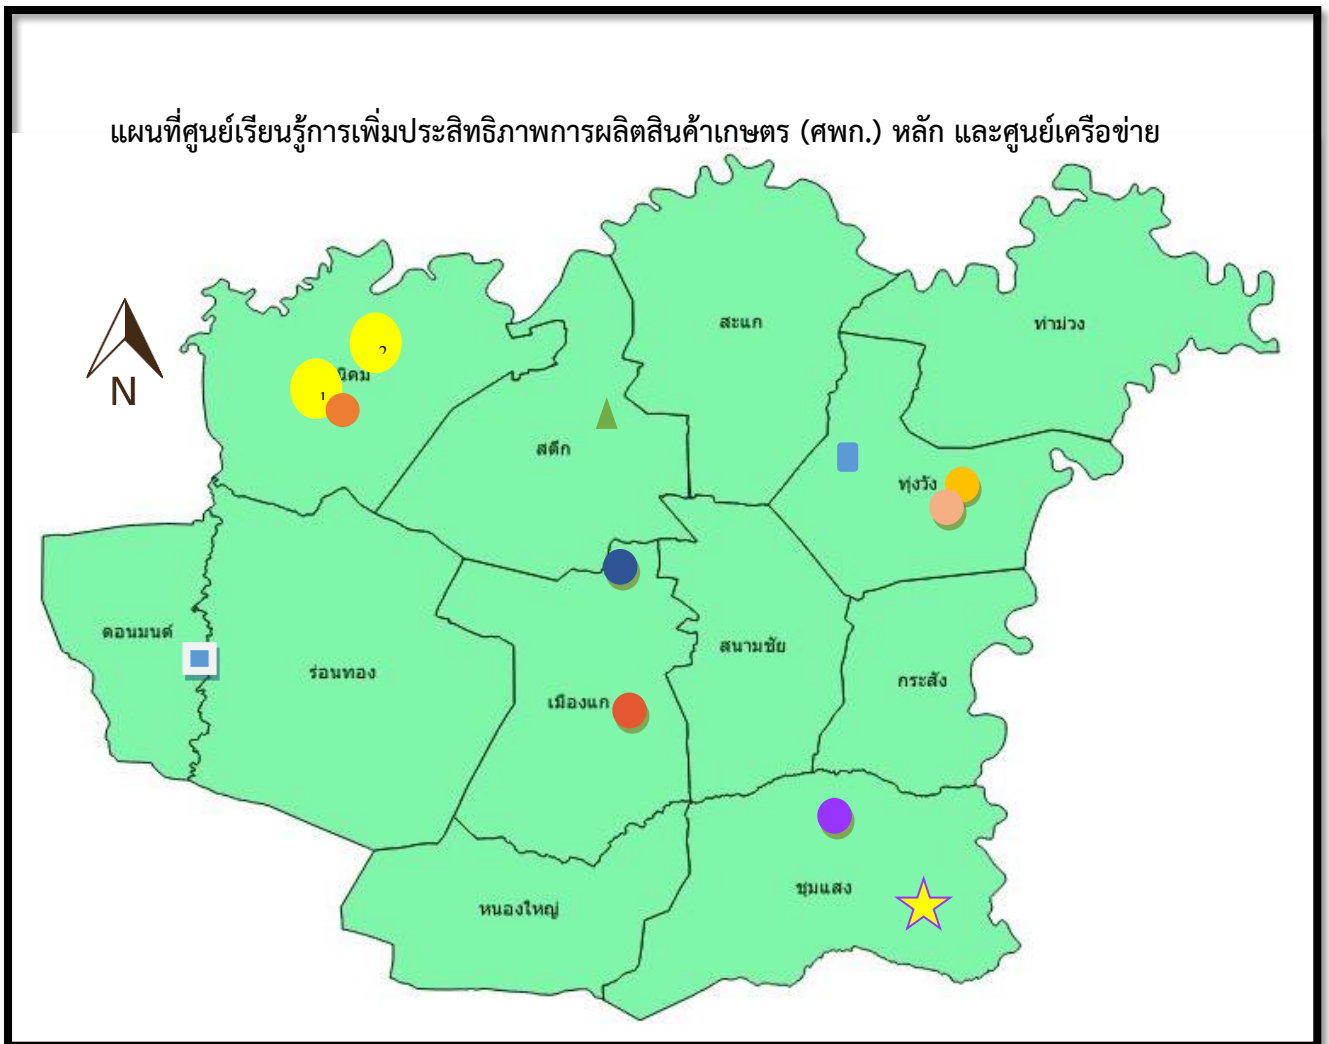 แผนที่ศูนย์เรียนรู้การเพิ่มประสิทธิภาพการผลิตสินค้าเกษตร (ศพก.) หลัก และศูนย์เครือข่าย
สะแก
ท่าม่วง
นิคม
N
สตึก
ทุ่งวัง
ดอนมนต์
ร่อนทอง
สนามชัย
กระสัง
เมืองแก
ชุมแสง
หนองใหญ่